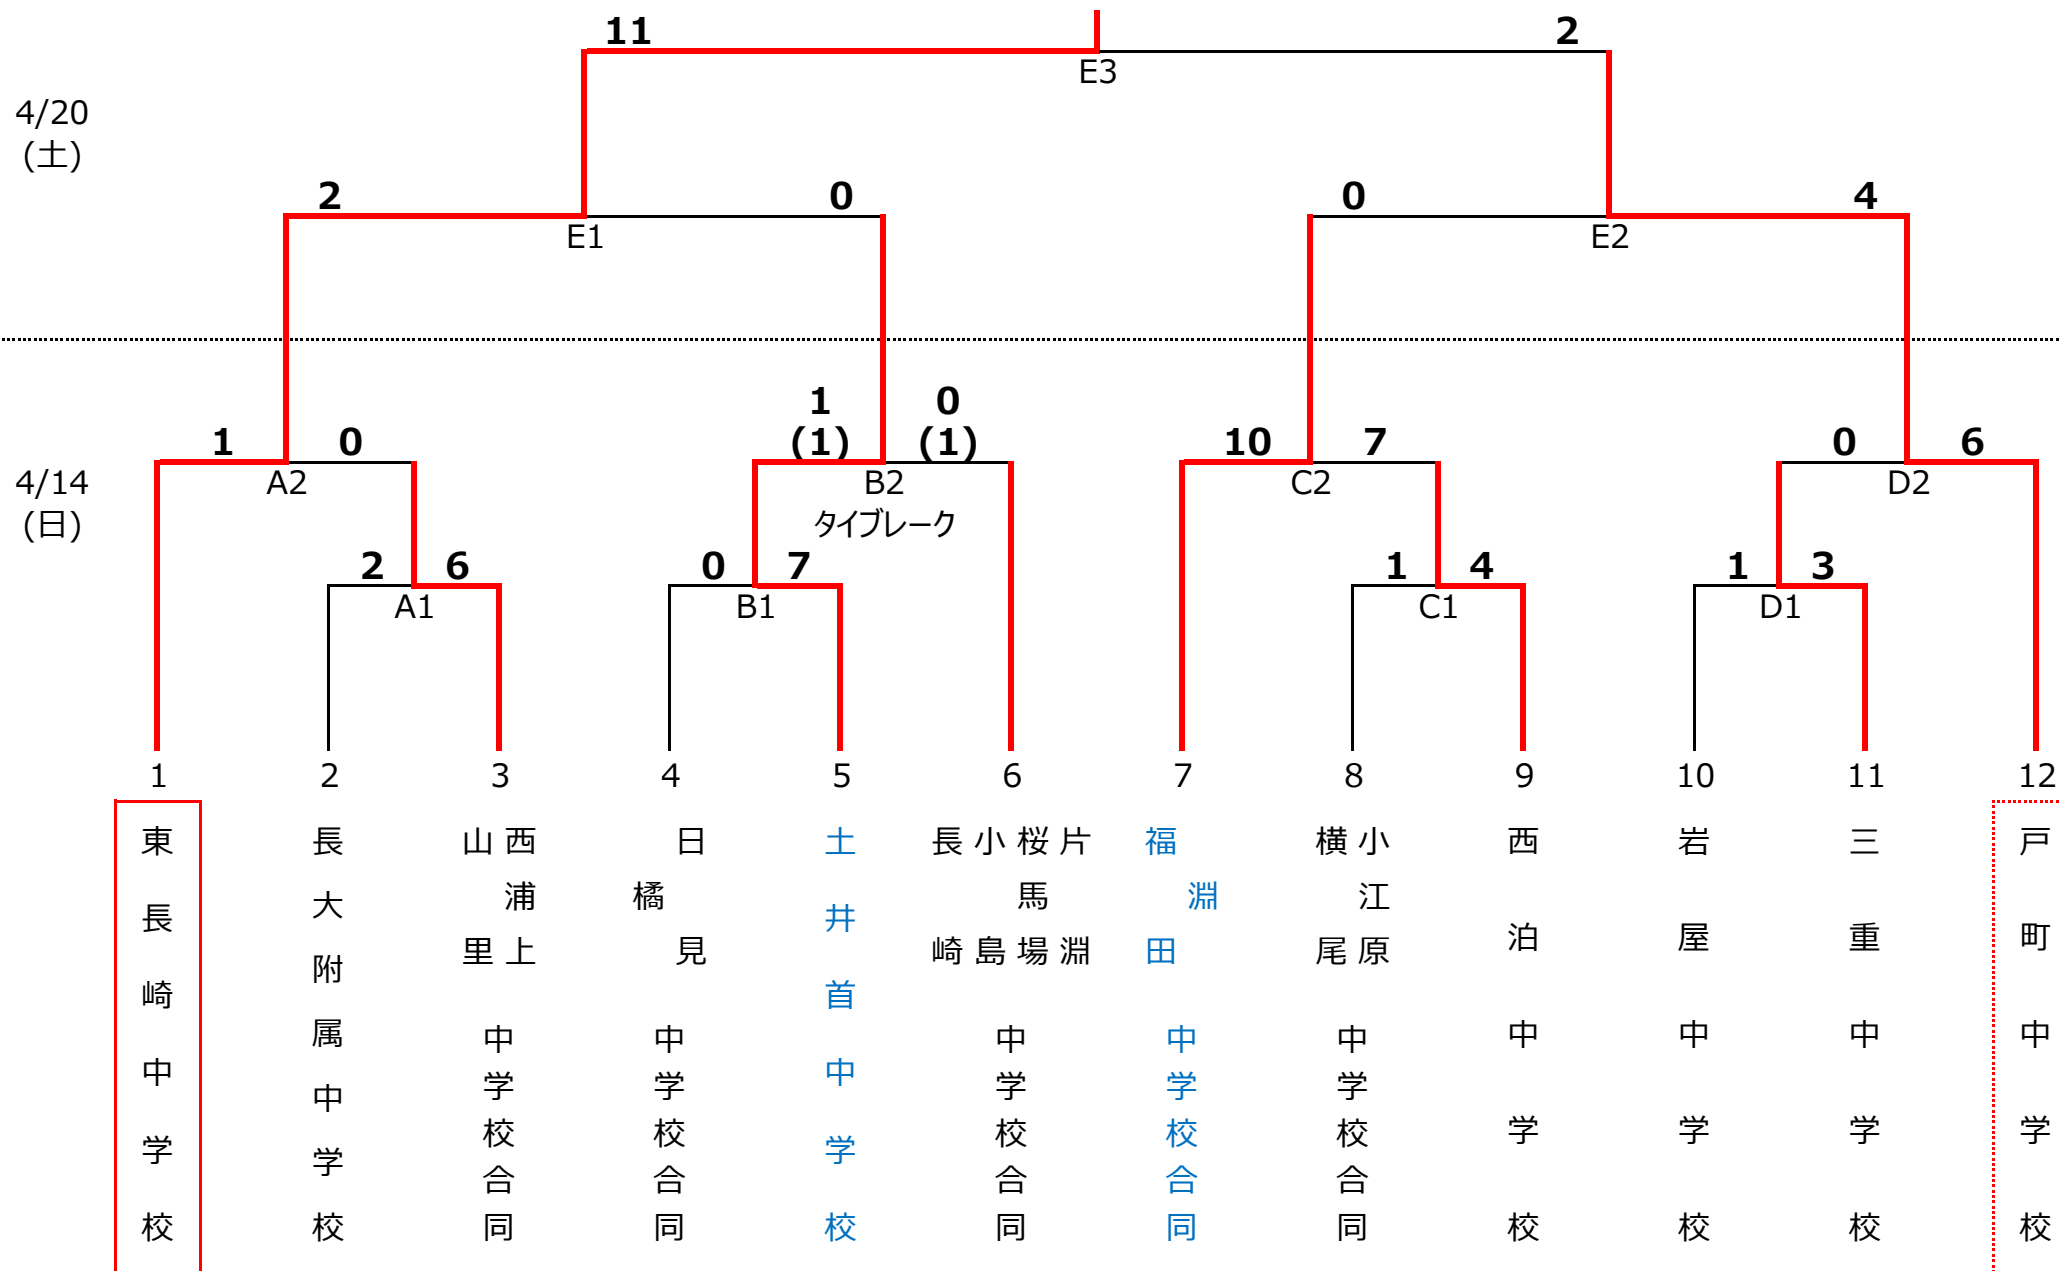 11 2
E3
4/20
(土)
2 0 0 4
E1 E2
1 0
1 0 (1) (1) 10 7 0 6
4/14
(日)
A2 B2 C2 D2
タイブレーク
2 6 0 7 1 4 1 3
A1 B1 C1 D1
1 2 3 4 5 6 7 8 9 10 11 12
東長崎中学校
長大附属中学校
西浦上
山里
中学校合同
日見
橘
中学校合同
土井首中学校
片淵
桜馬場
小島
長崎
中学校合同
淵
福田
中学校合同
小江原
横尾
中学校合同
西泊中学校
岩屋中学校
三重中学校
戸町中学校